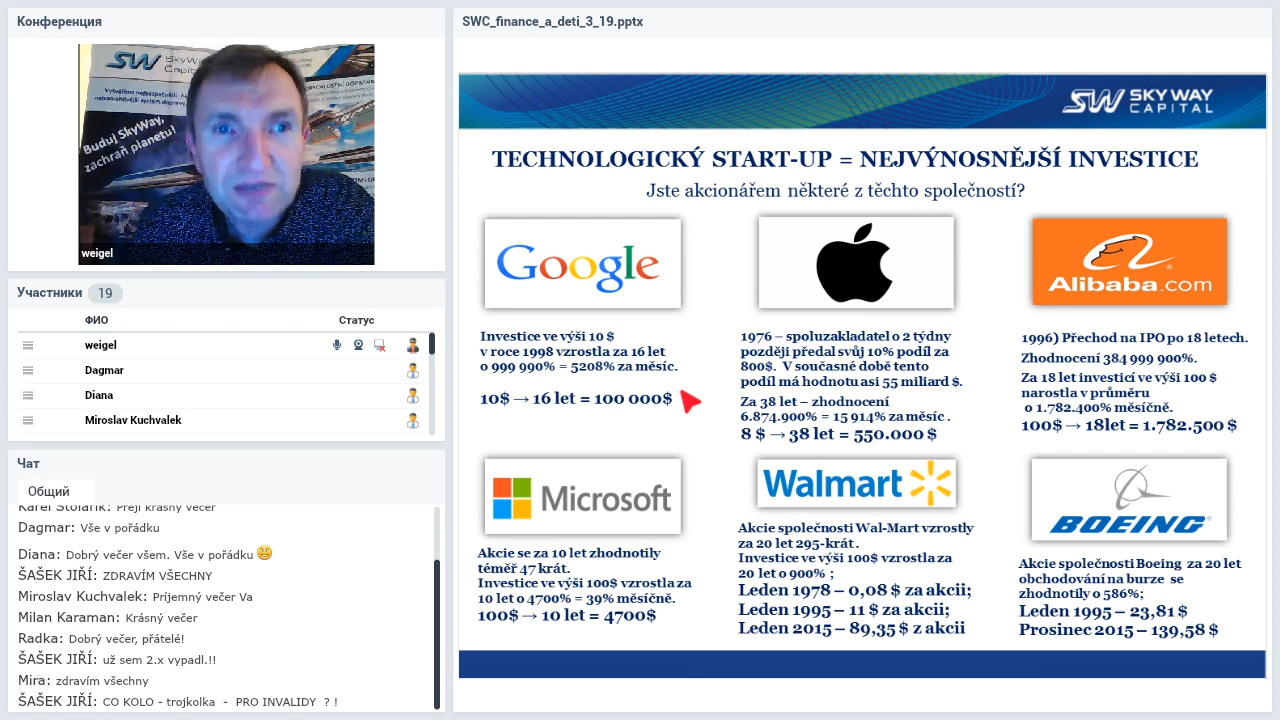 Конференция
SW SKY WAY
Capital
Buduj SkyWay,
zachraň planetu!
weigel
Участники 19
ФИО Статус
weigel
Dagmar
Diana
Miroslav Kuchvalek
Чат
Общий
Karel Stolařík: Přeji krásný večer
Dagmar: Vše v pořádku
Diana: Dobrý večer všem. Vše v pořádku
ŠAŠEK JIŘÍ: ZDRAVÍM VŠECHNY
Miroslav Kuchvalek: Príjemný večer Va
Milan Karaman: Krásný večer
Radka: Dobrý večer, přátelé!
ŠAŠEK JIŘÍ: už sem 2.x vypadl.!!
Mira: zdravím všechny
ŠAŠEK JIŘÍ: CO KOLO - trojkolka - PRO INVALIDY ? !
SWC_finance_a_deti_3_19.pptx
SW SKY WAY
CAPITAL
TECHNOLOGICKÝ START-UP = NEJVÝNOSNĚJŠÍ INVESTICE
Jste akcionářem některé z těchto společností?
Google
Investice ve výši 10 $
v roce 1998 vzrostla za 16 let
o 999 990% = 5208% za měsíc.
10$ → 16 let = 100 000$
1976 – spoluzakladatel o 2 týdny
později předal svůj 10% podíl za
800$. V současné době tento
podíl má hodnotu asi 55 miliard $.
Za 38 let – zhodnocení
6.874.900% = 15 914% za měsíc .
8 $ → 38 let = 550.000 $
Alibaba.com
1996) Přechod na IPO po 18 letech.
Zhodnocení 384 999 900%.
Za 18 let investicí ve výši 100 $
narostla v průměru
o 1.782.400% měsíčně.
100$ → 18let = 1.782.500 $
Microsoft
Akcie se za 10 let zhodnotily
téměř 47 krát.
Investice ve výši 100$ vzrostla za
10 let o 4700% = 39% měsíčně.
100$ → 10 let = 4700$
Walmart
Akcie společnosti Wal-Mart vzrostly
za 20 let 295-krát.
Investice ve výši 100$ vzrostla za
20 let o 900% ;
Leden 1978 – 0,08 $ za akcii;
Leden 1995 – 11 $ za akcii;
Leden 2015 – 89,35 $ z akcii
BOEING
Akcie společnosti Boeing za 20 let
obchodování na burze se
zhodnotily o 586%;
Leden 1995 – 23,81 $
Prosinec 2015 – 139,58 $